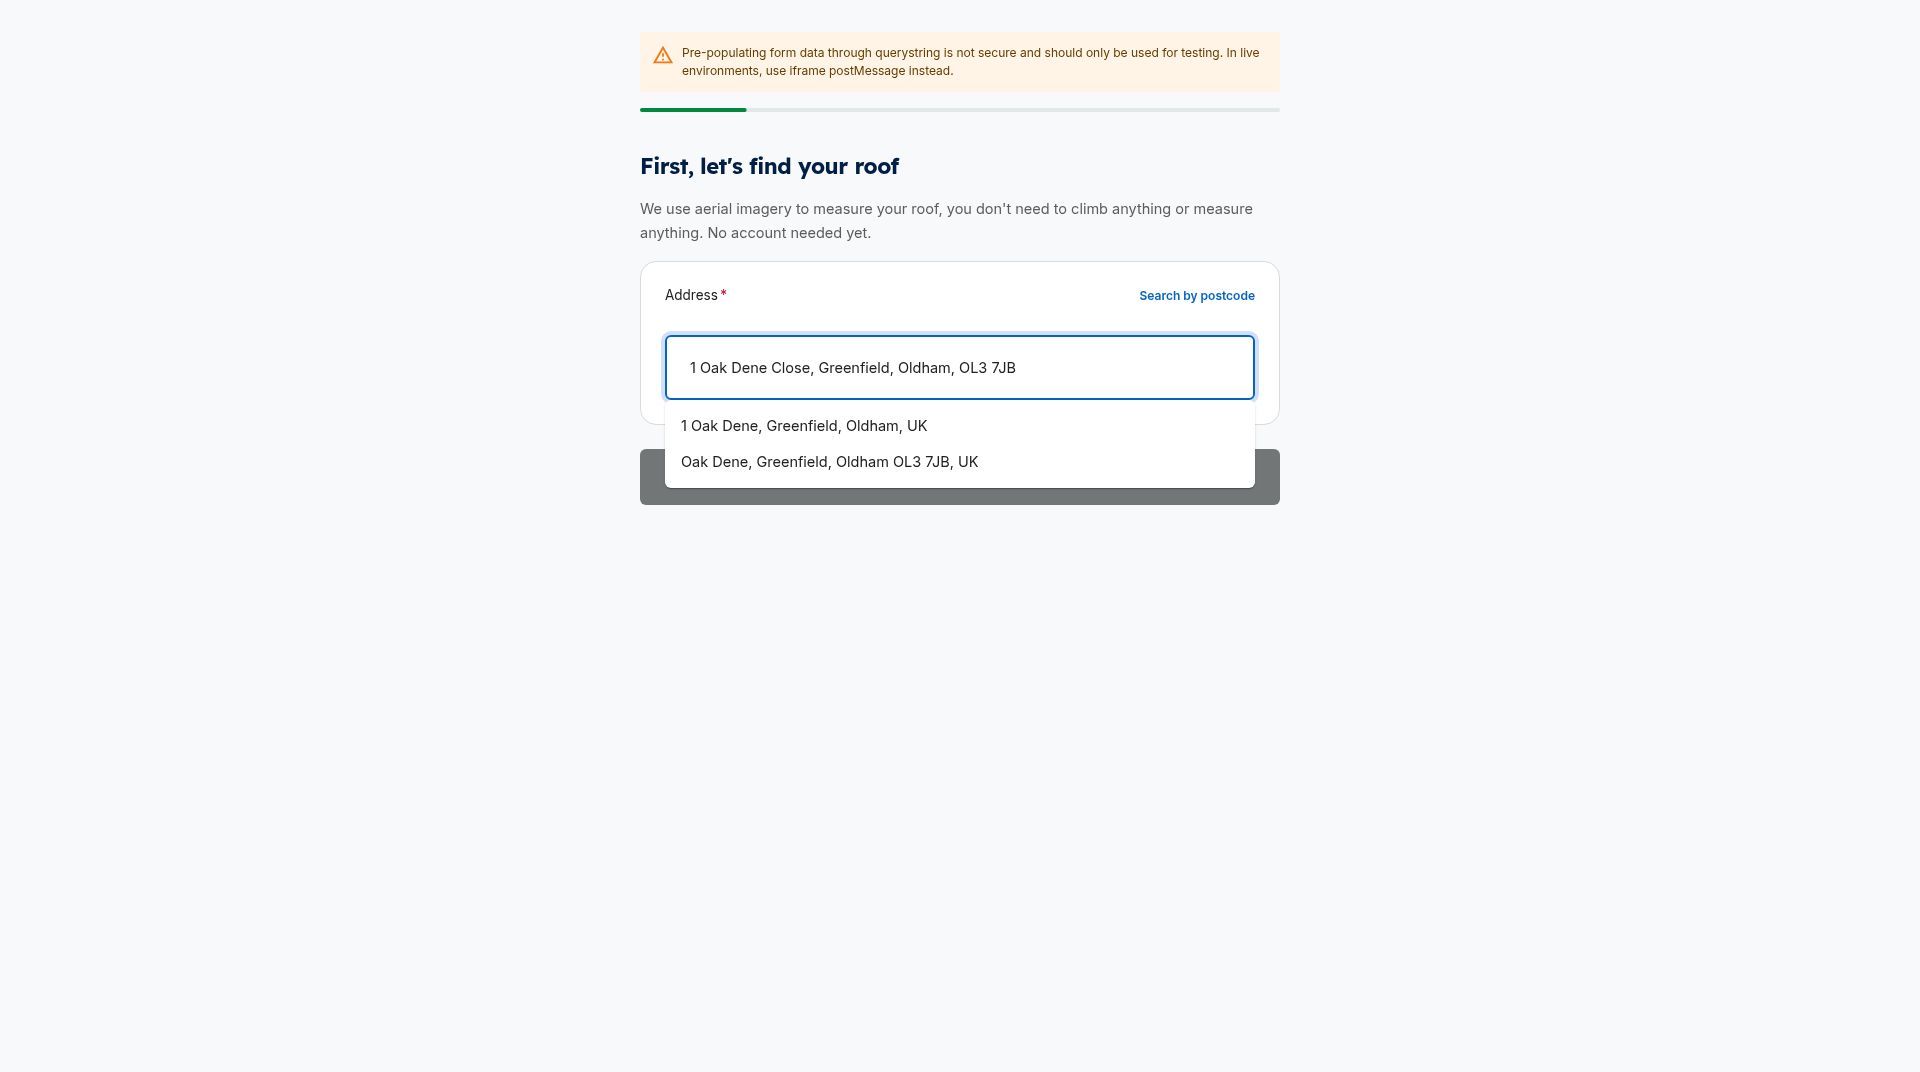 Pre-populating form data through querystring is not secure and should only be used for testing. In live
environments, use iframe postMessage instead.
First, let's find your roof
We use aerial imagery to measure your roof, you don't need to climb anything or measure
anything. No account needed yet.
Address *
Search by postcode
1 Oak Dene Close, Greenfield, Oldham, OL3 7JB
1 Oak Dene, Greenfield, Oldham, UK
Oak Dene, Greenfield, Oldham OL3 7JB, UK